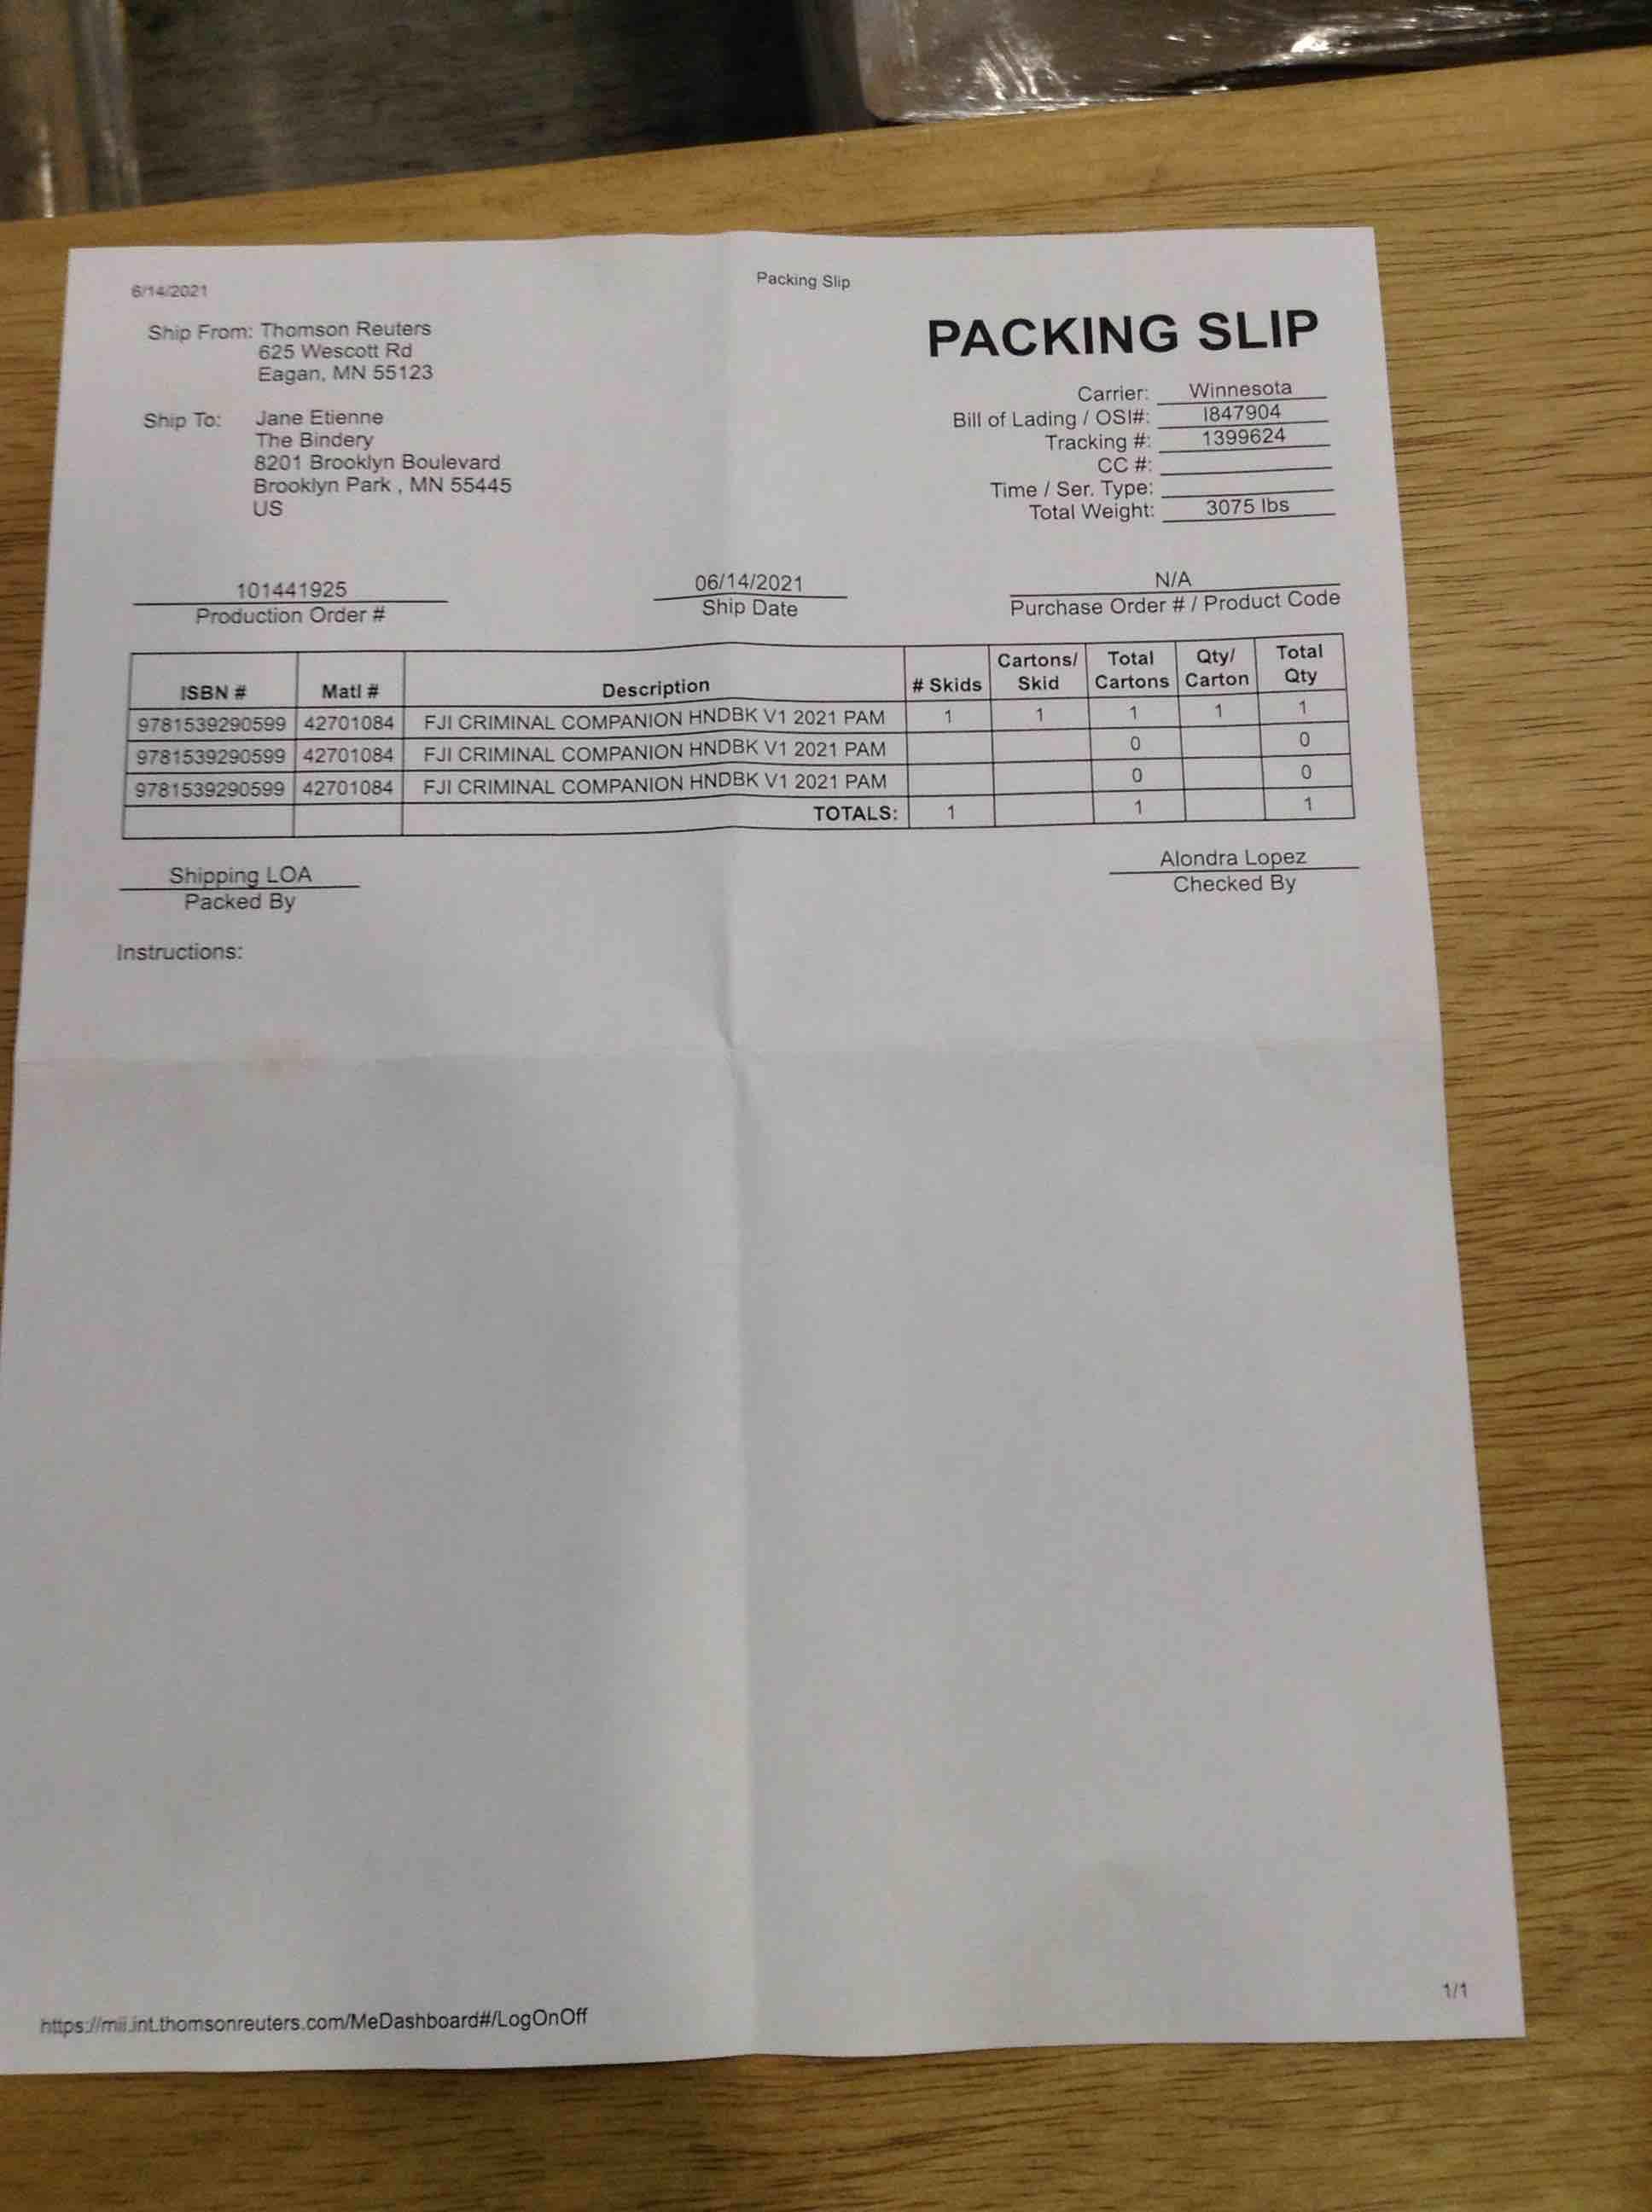 6/14/2021
Packing Slip
PACKING SLIP
Ship From: Thomson Reuters
625 Wescott Rd
Eagan, MN 55123
Ship To: Jane Etienne
The Bindery
8201 Brooklyn Boulevard
Brooklyn Park , MN 55445
US
Carrier: Winnesota
Bill of Lading / OSI#: I847904
Tracking #: 1399624
CC #:
Time / Ser. Type:
Total Weight: 3075 lbs
101441925
Production Order #
06/14/2021
Ship Date
N/A
Purchase Order # / Product Code
ISBN # Matl # Description # Skids Cartons/ Skid Total Cartons Qty/ Carton Total Qty
9781539290599 42701084 FJI CRIMINAL COMPANION HNDBK V1 2021 PAM 1 1 1 1 1
9781539290599 42701084 FJI CRIMINAL COMPANION HNDBK V1 2021 PAM 0 0
9781539290599 42701084 FJI CRIMINAL COMPANION HNDBK V1 2021 PAM 0 0
TOTALS: 1 1 1
Shipping LOA
Packed By
Alondra Lopez
Checked By
Instructions:
https://mii.int.thomsonreuters.com/MeDashboard#/LogOnOff
1/1